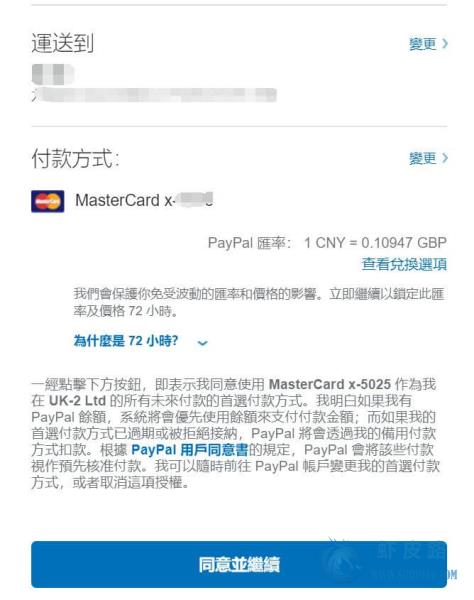 運送到
變更
付款方式:
變更
MasterCard
MasterCard x-
PayPal 匯率： 1 CNY = 0.10947 GBP
查看兌換選項
我們會保護你免受波動的匯率和價格的影響。立即繼續以鎖定此匯
率及價格 72 小時。
為什麼是 72 小時？
一經點擊下方按鈕，即表示我同意使用 MasterCard x-5025 作為我
在 UK-2 Ltd 的所有未來付款的首選付款方式。我明白如果我有
PayPal 餘額，系統將會優先使用餘額來支付付款金額；而如果我的
首選付款方式已過期或被拒絕接納，PayPal 將會透過我的備用付款
方式扣款。根據 PayPal 用戶同意書的規定，PayPal 會將該些付款
視作預先核准付款。我可以隨時前往 PayPal 帳戶變更我的首選付款
方式，或者取消這項授權。
同意並繼續
虾皮路